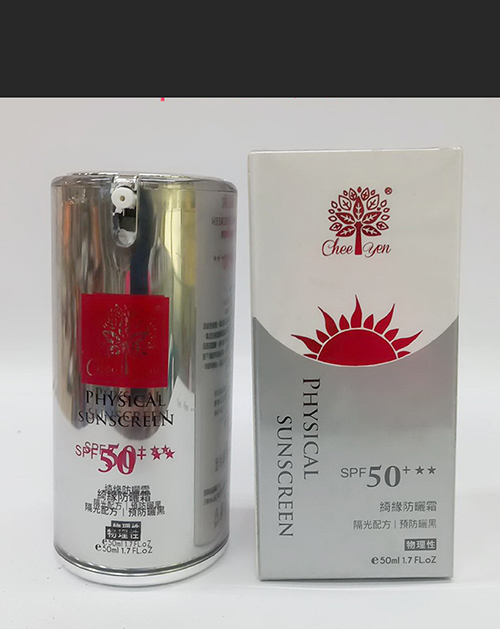 Chee Yen
PHYSICAL
SUNSCREEN
SPF50+★★
綺緣防曬霜
隔光配方｜預防曬黑
物理性
℮50ml 1.7 FL.oZ
®
Chee Yen
PHYSICAL
SUNSCREEN
SPF50+★★
綺緣防曬霜
隔光配方｜預防曬黑
物理性
℮50ml 1.7 FL.oZ